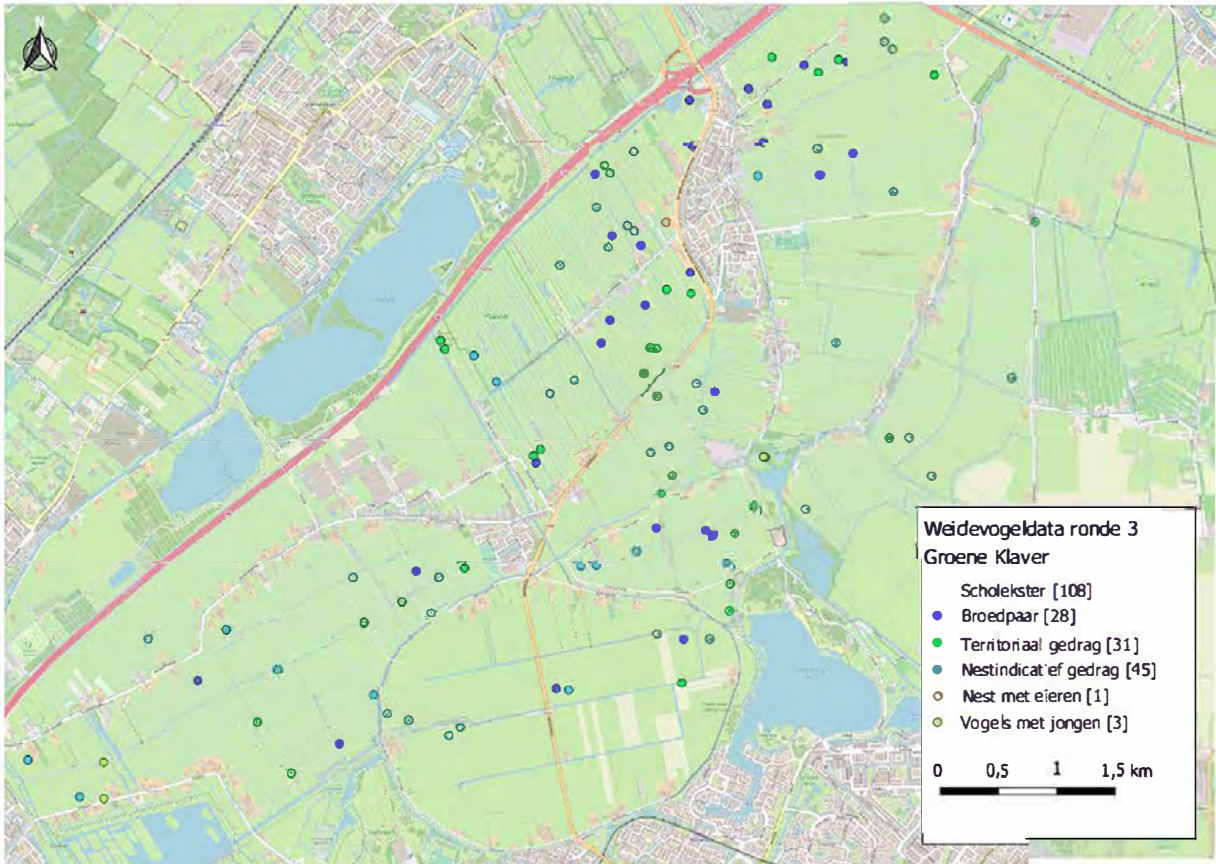 N
Weidevogeldata ronde 3
Groene Klaver
Scholekster [108]
Broedpaar [28]
Territoriaal gedrag [31]
Nestindicatief gedrag [45]
Nest met eieren [1]
Vogels met jongen [3]
0 0,5 1 1,5 km